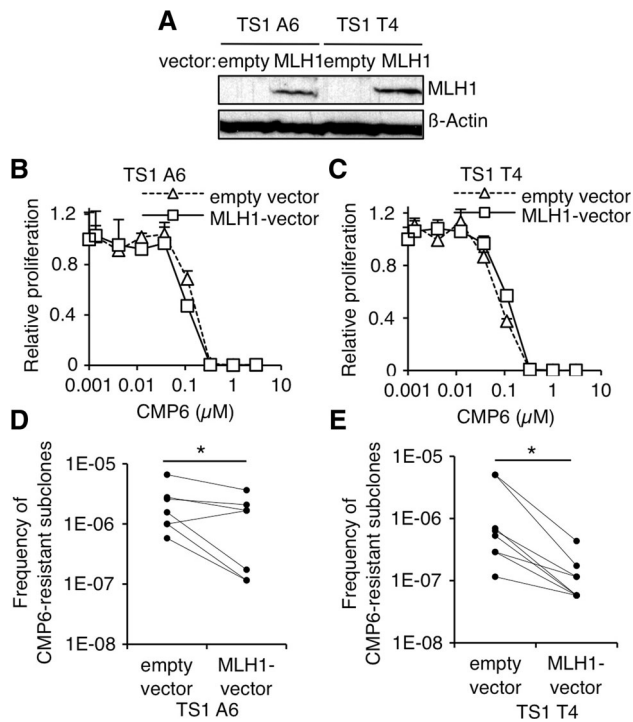 A
TS1 A6 TS1 T4
vector: empty MLH1 empty MLH1
MLH1
ß-Actin
B
TS1 A6
empty vector
MLH1-vector
Relative proliferation
1.2
0.8
0.4
0
0.001 0.01 0.1 1 10
CMP6 (µM)
C
TS1 T4
empty vector
MLH1-vector
Relative proliferation
1.2
0.8
0.4
0
0.001 0.01 0.1 1 10
CMP6 (µM)
D
Frequency of
CMP6-resistant subclones
1E-05
1E-06
1E-07
1E-08
*
empty MLH1-
vector vector
TS1 A6
E
Frequency of
CMP6-resistant subclones
1E-05
1E-06
1E-07
1E-08
*
empty MLH1-
vector vector
TS1 T4